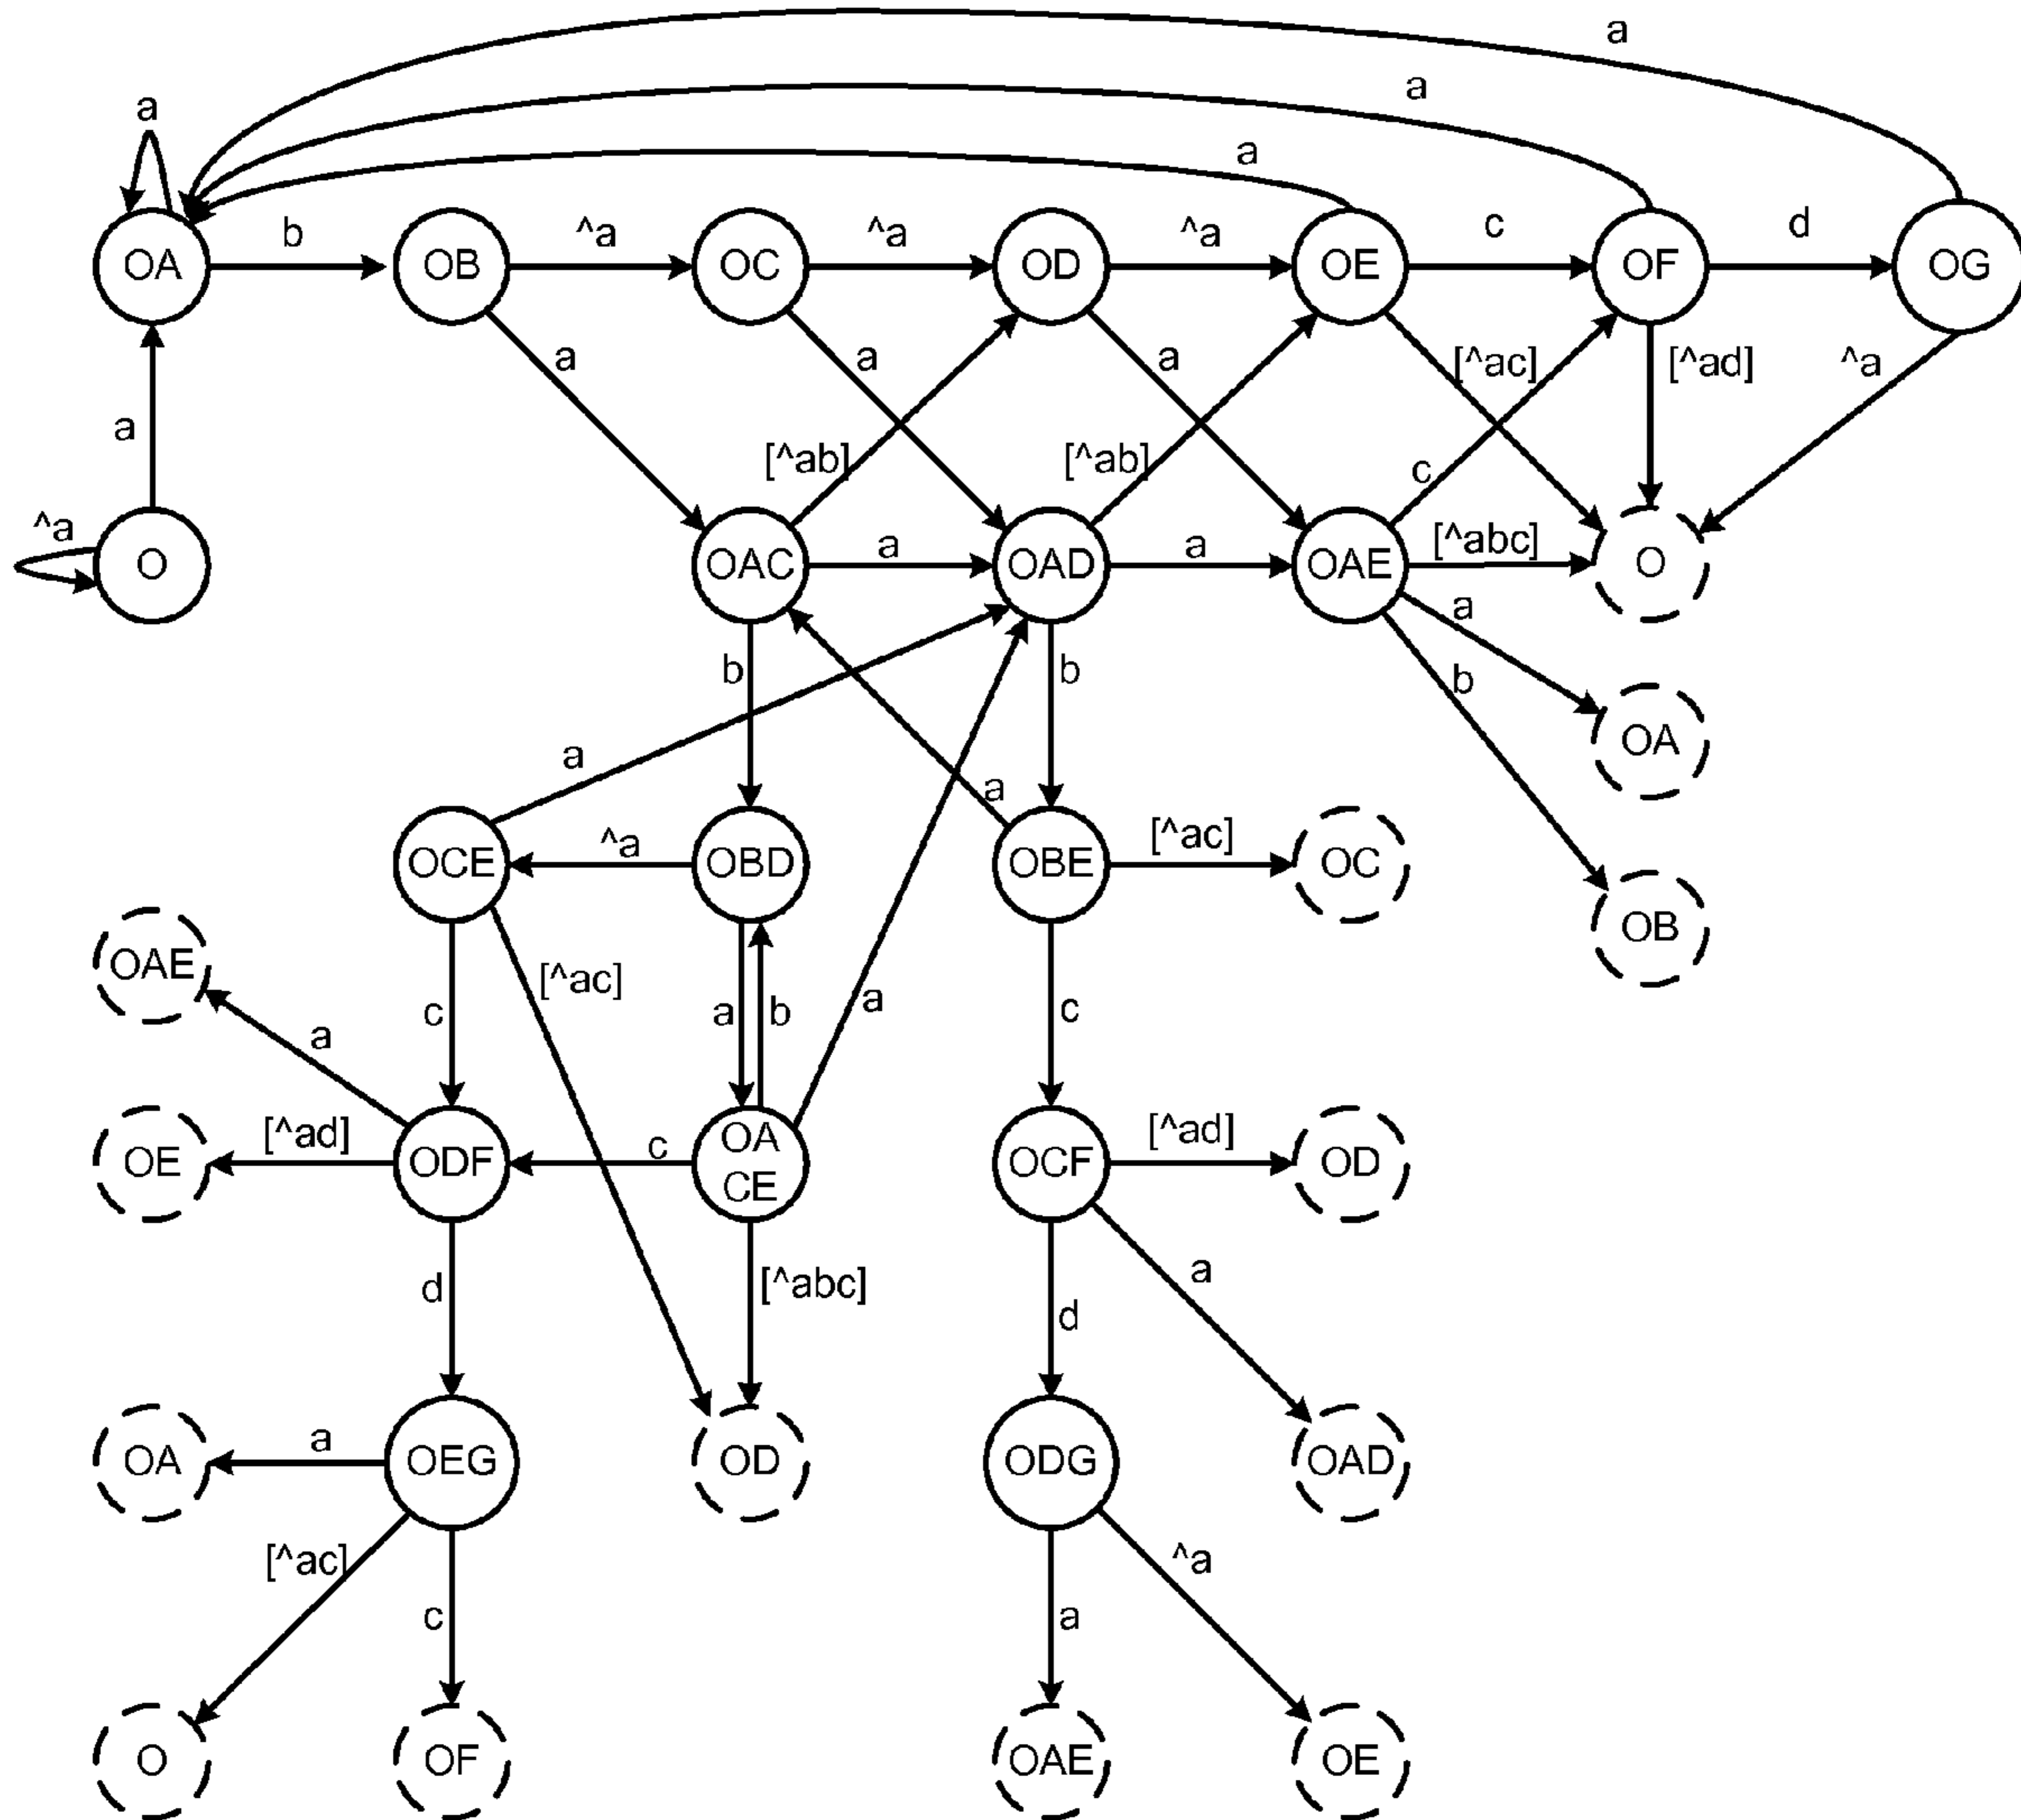 a
a
a
a
b
^a
^a
^a
c
d
OA
OB
OC
OD
OE
OF
OG
a
a
a
[^ac]
[^ad]
^a
a
[^ab]
[^ab]
c
^a
O
OAC
a
OAD
a
OAE
[^abc]
O
a
b
b
b
OA
a
a
OCE
^a
OBD
OBE
[^ac]
OC
OB
OAE
[^ac]
c
a
b
a
c
a
OE
[^ad]
ODF
c
OA
CE
OCF
[^ad]
OD
d
[^abc]
d
a
OA
a
OEG
OD
ODG
OAD
[^ac]
c
a
^a
O
OF
OAE
OE